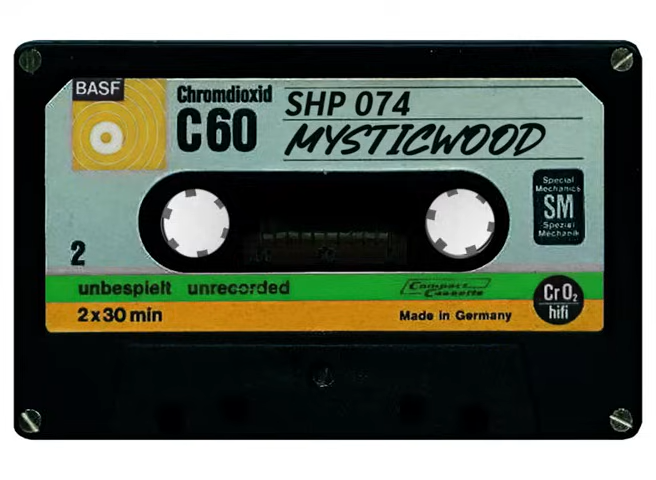 BASF
Chromdioxid
C60
SHP 074
MYSTICWOOD
Special
Mechanics
SM
Spezial
Mechanik
2
unbespielt unrecorded
Compact
Cassette
CrO₂
hifi
2x30 min
Made in Germany